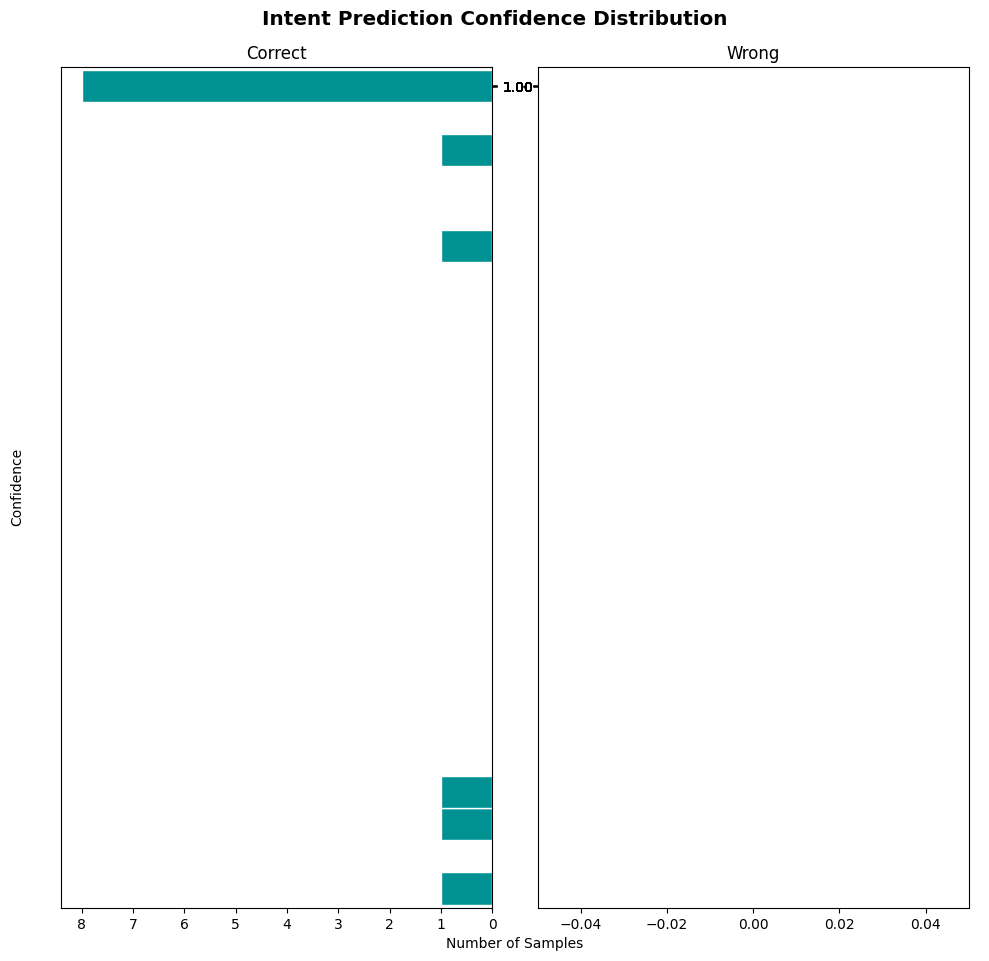 Intent Prediction Confidence Distribution
Correct
Wrong
1.00
Confidence
8 7 6 5 4 3 2 1 0
−0.04 −0.02 0.00 0.02 0.04
Number of Samples